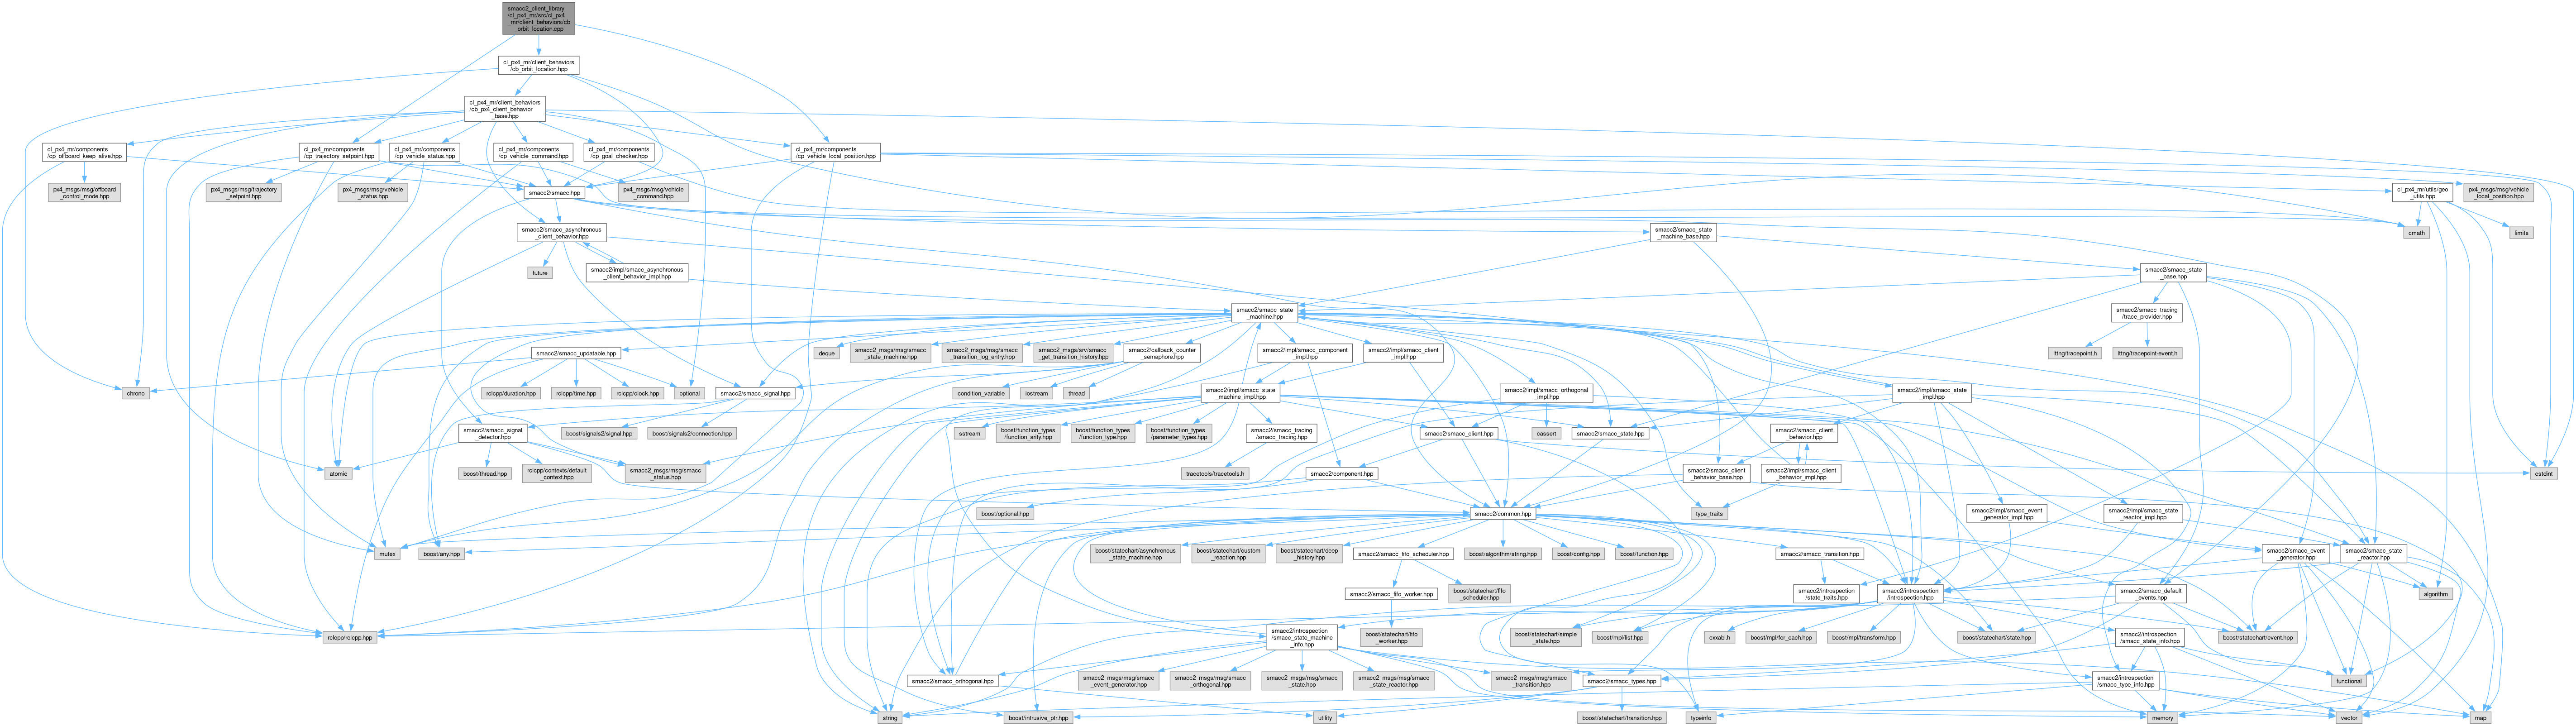 smacc2_client_library
/cl_px4_mr/src/cl_px4
_mr/client_behaviors/cb
_orbit_location.cpp
cl_px4_mr/client_behaviors
/cb_orbit_location.hpp
cl_px4_mr/client_behaviors
/cb_px4_client_behavior
_base.hpp
cl_px4_mr/components
/cp_offboard_keep_alive.hpp
cl_px4_mr/components
/cp_trajectory_setpoint.hpp
cl_px4_mr/components
/cp_vehicle_status.hpp
cl_px4_mr/components
/cp_vehicle_command.hpp
cl_px4_mr/components
/cp_goal_checker.hpp
cl_px4_mr/components
/cp_vehicle_local_position.hpp
px4_msgs/msg/offboard
_control_mode.hpp
px4_msgs/msg/trajectory
_setpoint.hpp
px4_msgs/msg/vehicle
_status.hpp
smacc2/smacc.hpp
px4_msgs/msg/vehicle
_command.hpp
cl_px4_mr/utils/geo
_utils.hpp
px4_msgs/msg/vehicle
_local_position.hpp
smacc2/smacc_asynchronous
_client_behavior.hpp
smacc2/smacc_state
_machine_base.hpp
cmath
limits
future
smacc2/impl/smacc_asynchronous
_client_behavior_impl.hpp
smacc2/smacc_state
_base.hpp
smacc2/smacc_state
_machine.hpp
smacc2/smacc_tracing
/trace_provider.hpp
smacc2/smacc_updatable.hpp
deque
smacc2_msgs/msg/smacc
_state_machine.hpp
smacc2_msgs/msg/smacc
_transition_log_entry.hpp
smacc2_msgs/srv/smacc
_get_transition_history.hpp
smacc2/callback_counter
_semaphore.hpp
smacc2/impl/smacc_component
_impl.hpp
smacc2/impl/smacc_client
_impl.hpp
lttng/tracepoint.h
lttng/tracepoint-event.h
chrono
rclcpp/duration.hpp
rclcpp/time.hpp
rclcpp/clock.hpp
optional
smacc2/smacc_signal.hpp
condition_variable
iostream
thread
smacc2/impl/smacc_state
_machine_impl.hpp
smacc2/impl/smacc_orthogonal
_impl.hpp
smacc2/impl/smacc_state
_impl.hpp
smacc2/smacc_signal
_detector.hpp
boost/signals2/signal.hpp
boost/signals2/connection.hpp
sstream
boost/function_types
/function_arity.hpp
boost/function_types
/function_type.hpp
boost/function_types
/parameter_types.hpp
smacc2/smacc_tracing
/smacc_tracing.hpp
smacc2/smacc_client.hpp
cassert
smacc2/smacc_state.hpp
smacc2/smacc_client
_behavior.hpp
atomic
boost/thread.hpp
rclcpp/contexts/default
_context.hpp
smacc2_msgs/msg/smacc
_status.hpp
tracetools/tracetools.h
smacc2/component.hpp
smacc2/smacc_client
_behavior_base.hpp
smacc2/impl/smacc_client
_behavior_impl.hpp
cstdint
boost/optional.hpp
smacc2/common.hpp
type_traits
smacc2/impl/smacc_event
_generator_impl.hpp
smacc2/impl/smacc_state
_reactor_impl.hpp
mutex
boost/any.hpp
boost/statechart/asynchronous
_state_machine.hpp
boost/statechart/custom
_reaction.hpp
boost/statechart/deep
_history.hpp
smacc2/smacc_fifo_scheduler.hpp
boost/algorithm/string.hpp
boost/config.hpp
boost/function.hpp
smacc2/smacc_transition.hpp
smacc2/smacc_event
_generator.hpp
smacc2/smacc_state
_reactor.hpp
smacc2/smacc_fifo_worker.hpp
boost/statechart/fifo
_scheduler.hpp
smacc2/introspection
/state_traits.hpp
smacc2/introspection
/introspection.hpp
smacc2/smacc_default
_events.hpp
algorithm
rclcpp/rclcpp.hpp
smacc2/introspection
/smacc_state_machine
_info.hpp
boost/statechart/fifo
_worker.hpp
boost/statechart/simple
_state.hpp
boost/mpl/list.hpp
cxxabi.h
boost/mpl/for_each.hpp
boost/mpl/transform.hpp
boost/statechart/state.hpp
smacc2/introspection
/smacc_state_info.hpp
boost/statechart/event.hpp
smacc2/smacc_orthogonal.hpp
smacc2_msgs/msg/smacc
_event_generator.hpp
smacc2_msgs/msg/smacc
_orthogonal.hpp
smacc2_msgs/msg/smacc
_state.hpp
smacc2_msgs/msg/smacc
_state_reactor.hpp
smacc2_msgs/msg/smacc
_transition.hpp
smacc2/smacc_types.hpp
smacc2/introspection
/smacc_type_info.hpp
functional
string
boost/intrusive_ptr.hpp
utility
boost/statechart/transition.hpp
typeinfo
memory
vector
map